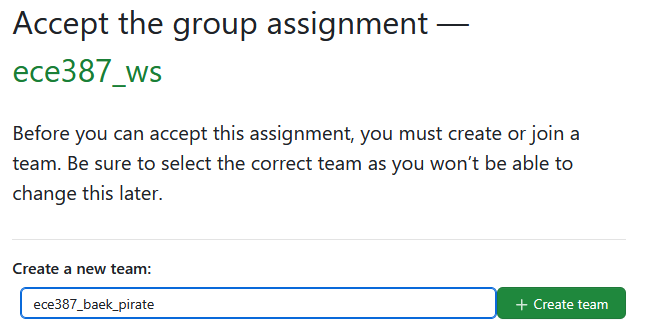 Accept the group assignment —
ece387_ws
Before you can accept this assignment, you must create or join a
team. Be sure to select the correct team as you won’t be able to
change this later.
Create a new team:
ece387_baek_pirate
+ Create team